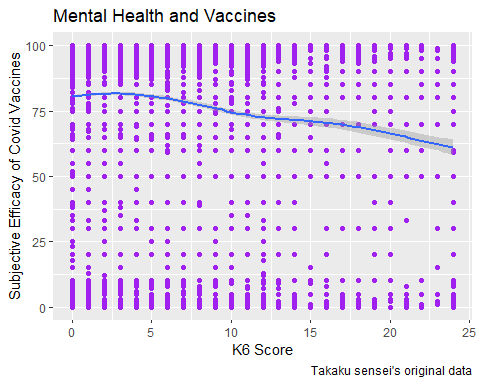 Mental Health and Vaccines
Subjective Efficacy of Covid Vaccines
100
75
50
25
0
0 5 10 15 20 25
K6 Score
Takaku sensei's original data